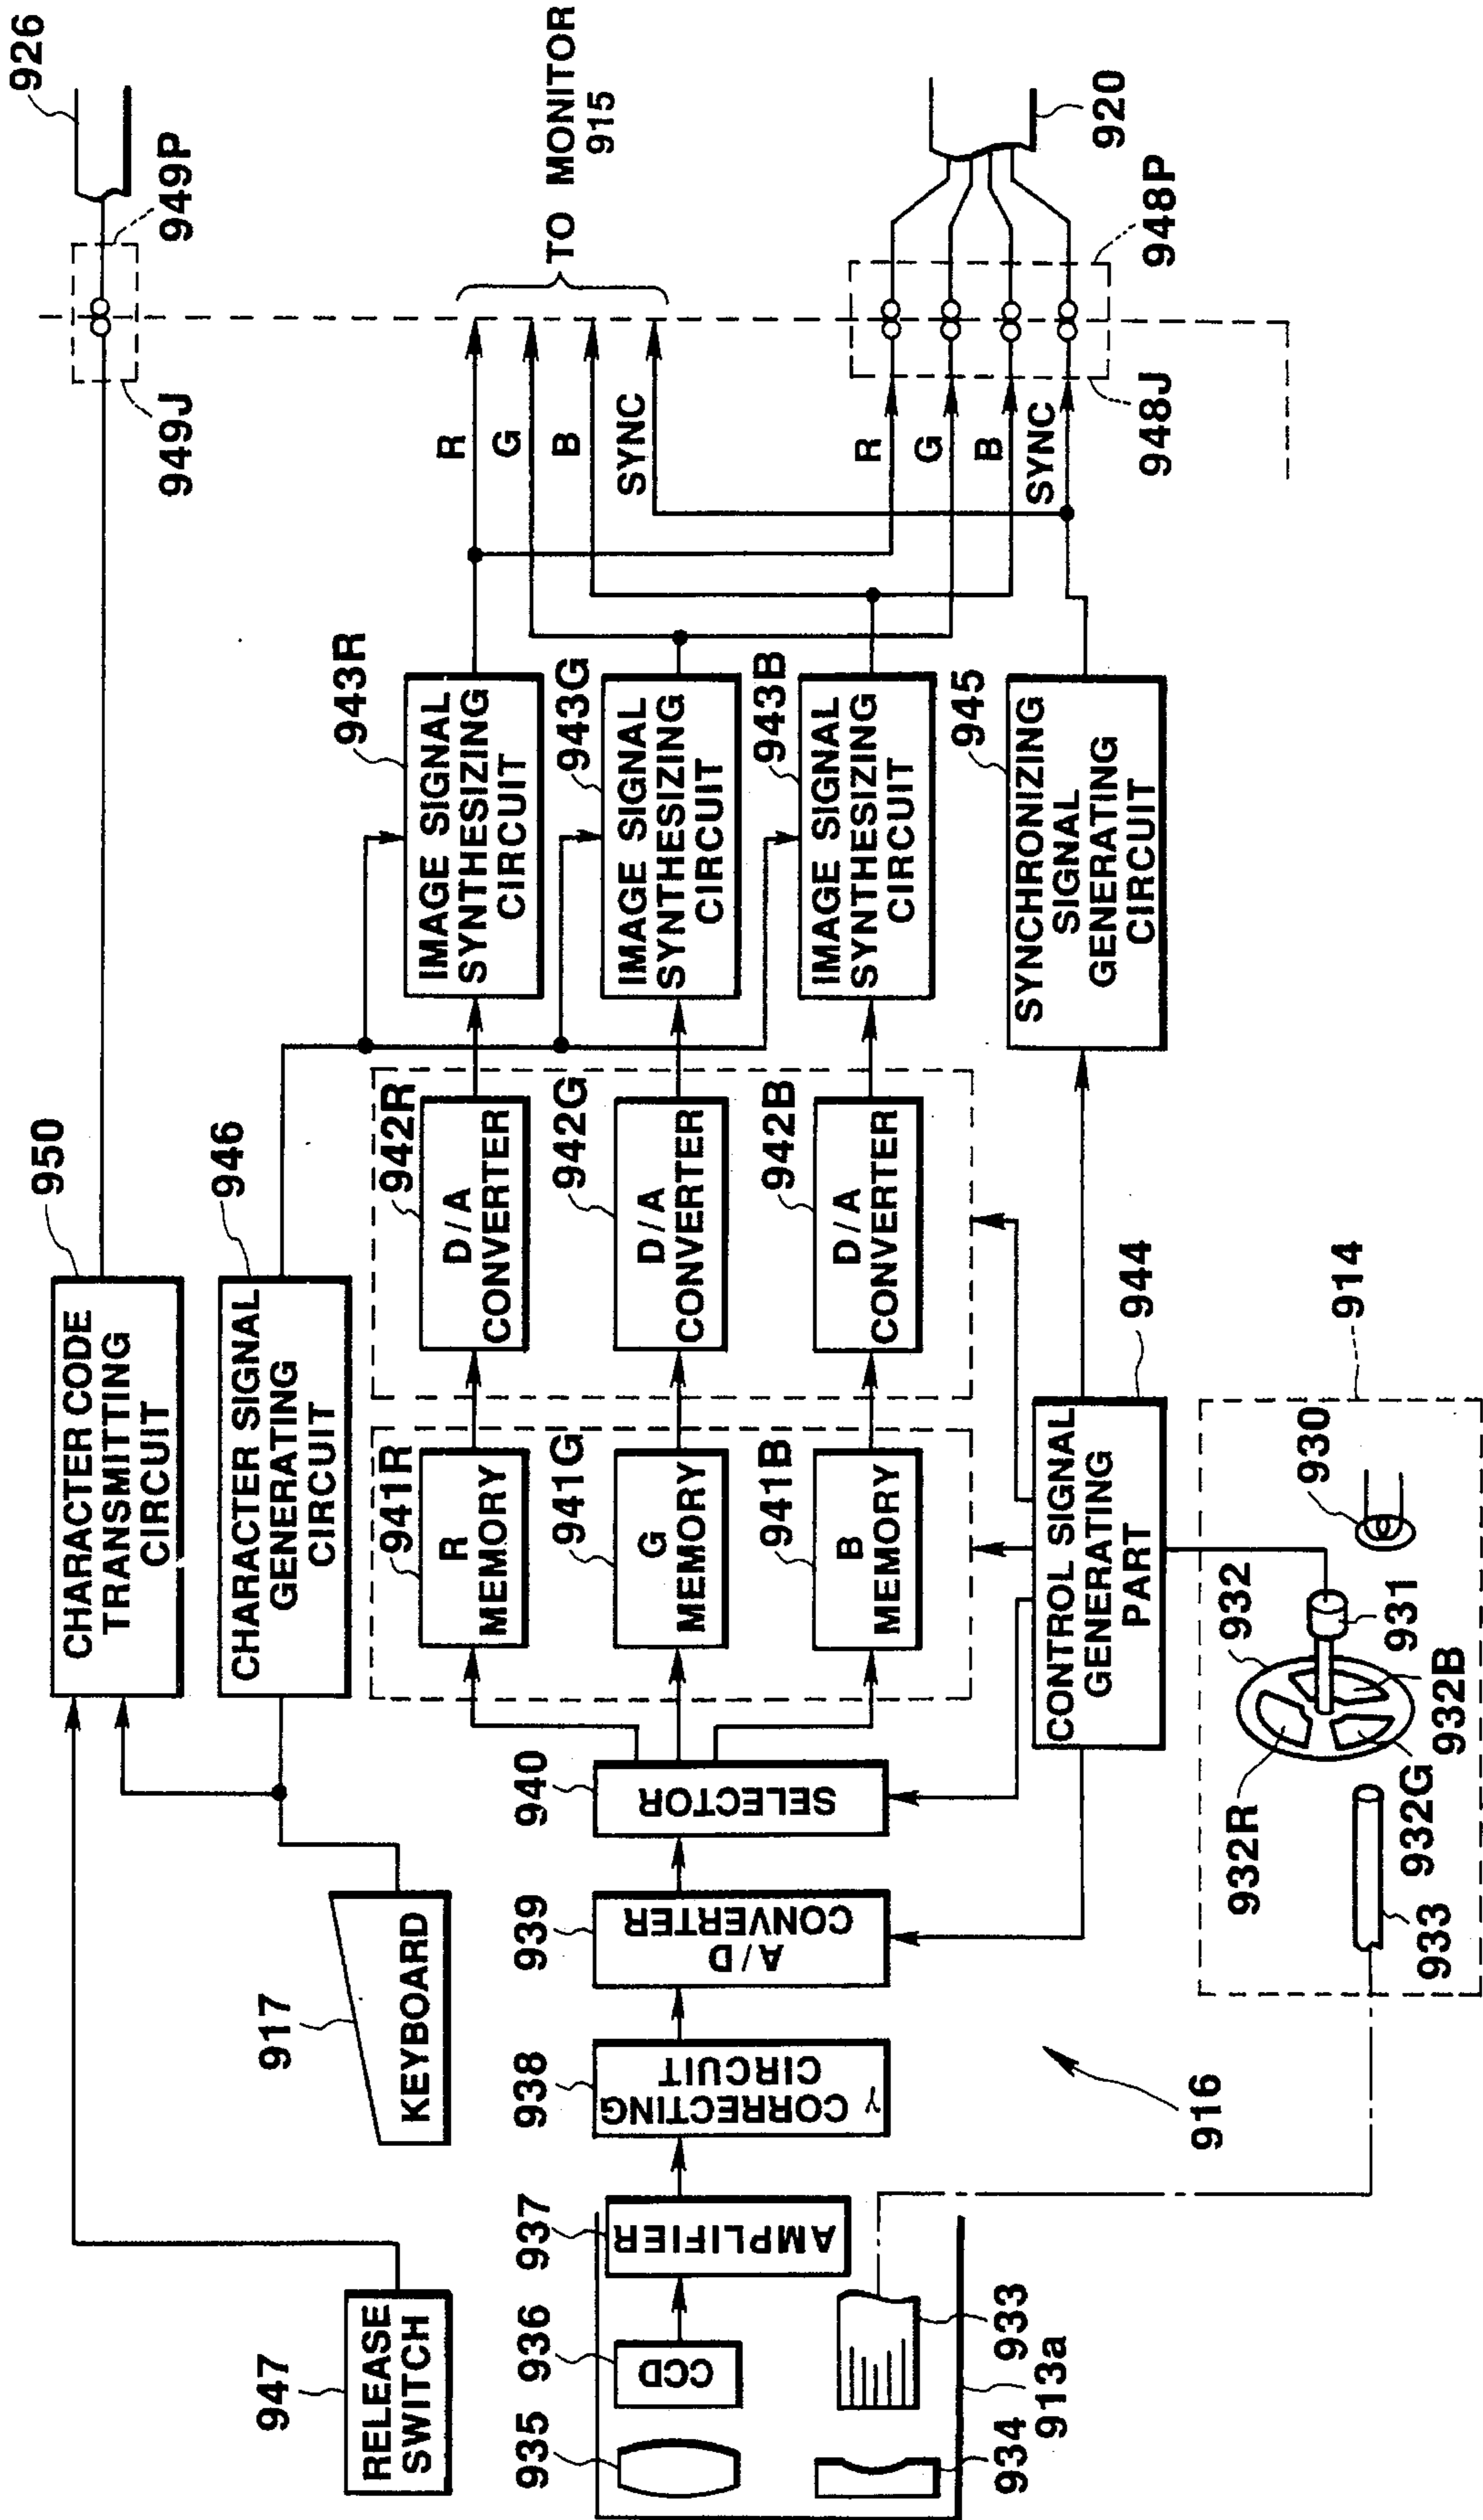 926
949P
949J
TO MONITOR
915
920
948P
948J
R
G
B
SYNC
R
G
B
SYNC
943R
IMAGE SIGNAL
SYNTHESIZING
CIRCUIT
943G
IMAGE SIGNAL
SYNTHESIZING
CIRCUIT
943B
IMAGE SIGNAL
SYNTHESIZING
CIRCUIT
945
SYNCHRONIZING
SIGNAL
GENERATING
CIRCUIT
950
CHARACTER CODE
TRANSMITTING
CIRCUIT
946
CHARACTER SIGNAL
GENERATING
CIRCUIT
942R
D/A
CONVERTER
942G
D/A
CONVERTER
942B
D/A
CONVERTER
941R
R
MEMORY
941G
G
MEMORY
941B
B
MEMORY
944
CONTROL SIGNAL
GENERATING
PART
914
930
932
931
932B
932R
932G
933
940
SELECTOR
939
A/D
CONVERTER
938
γ CORRECTING
CIRCUIT
917
KEYBOARD
916
937
AMPLIFIER
947
RELEASE
SWITCH
936
CCD
935
933
913a
934